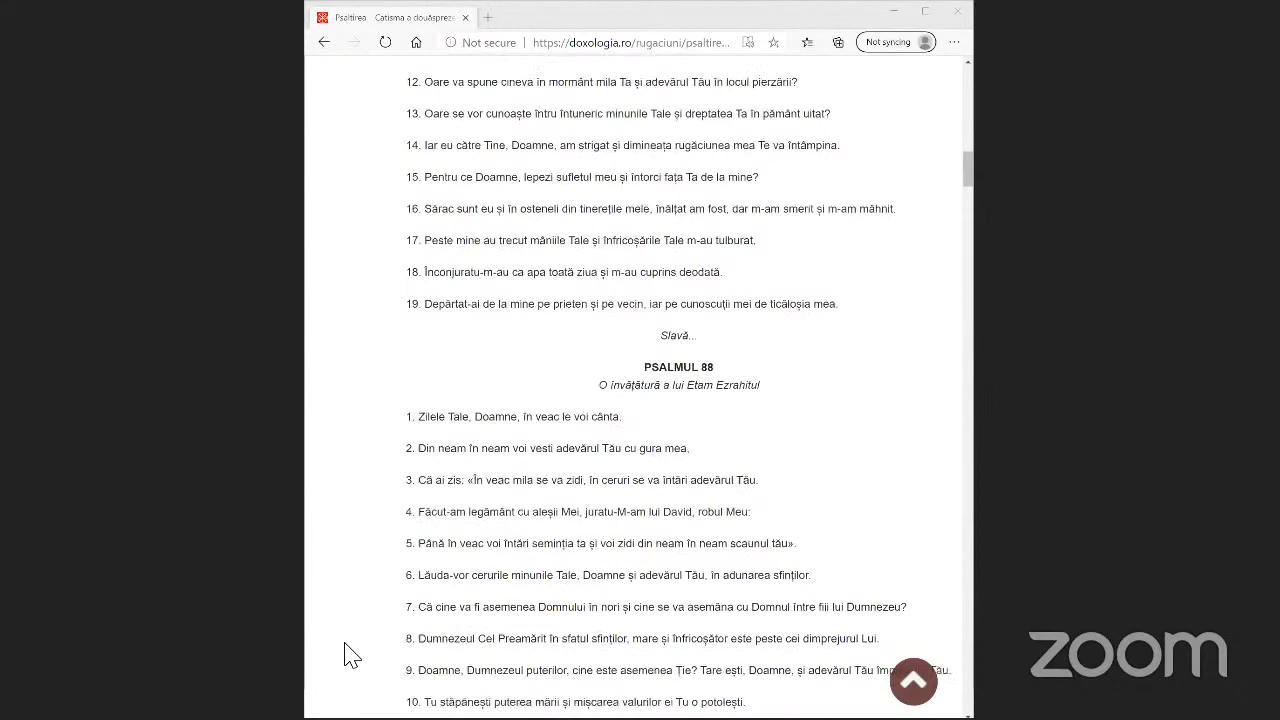 Psaltirea Catisma a douăspreze
Not secure
https://doxologia.ro/rugaciuni/psaltire...
Not syncing
12. Oare va spune cineva în mormânt mila Ta și adevărul Tău în locul pierzării?
13. Oare se vor cunoaște întru întuneric minunile Tale și dreptatea Ta în pământ uitat?
14. Iar eu către Tine, Doamne, am strigat și dimineața rugăciunea mea Te va întâmpina.
15. Pentru ce Doamne, lepezi sufletul meu și întorci fața Ta de la mine?
16. Sărac sunt eu și în osteneli din tinerețile mele, înălțat am fost, dar m-am smerit și m-am mâhnit.
17. Peste mine au trecut mâniile Tale și înfricoșările Tale m-au tulburat.
18. Înconjuratu-m-au ca apa toată ziua și m-au cuprins deodată.
19. Depărtat-ai de la mine pe prieten și pe vecin, iar pe cunoscuții mei de ticăloșia mea.
Slavă...
PSALMUL 88
O învățătură a lui Etam Ezrahitul
1. Zilele Tale, Doamne, în veac le voi cânta.
2. Din neam în neam voi vesti adevărul Tău cu gura mea,
3. Că ai zis: «În veac mila se va zidi, în ceruri se va întări adevărul Tău.
4. Făcut-am legământ cu aleșii Mei, juratu-M-am lui David, robul Meu:
5. Până în veac voi întări seminția ta și voi zidi din neam în neam scaunul tău».
6. Lăuda-vor cerurile minunile Tale, Doamne și adevărul Tău, în adunarea sfinților.
7. Că cine va fi asemenea Domnului în nori și cine se va asemăna cu Domnul între fiii lui Dumnezeu?
8. Dumnezeul Cel Preamărit în sfatul sfinților, mare și înfricoșător este peste cei dimprejurul Lui.
9. Doamne, Dumnezeul puterilor, cine este asemenea Ție? Tare ești, Doamne, și adevărul Tău Tău.
10. Tu stăpânești puterea mării și mișcarea valurilor ei Tu o potolești.
zoom